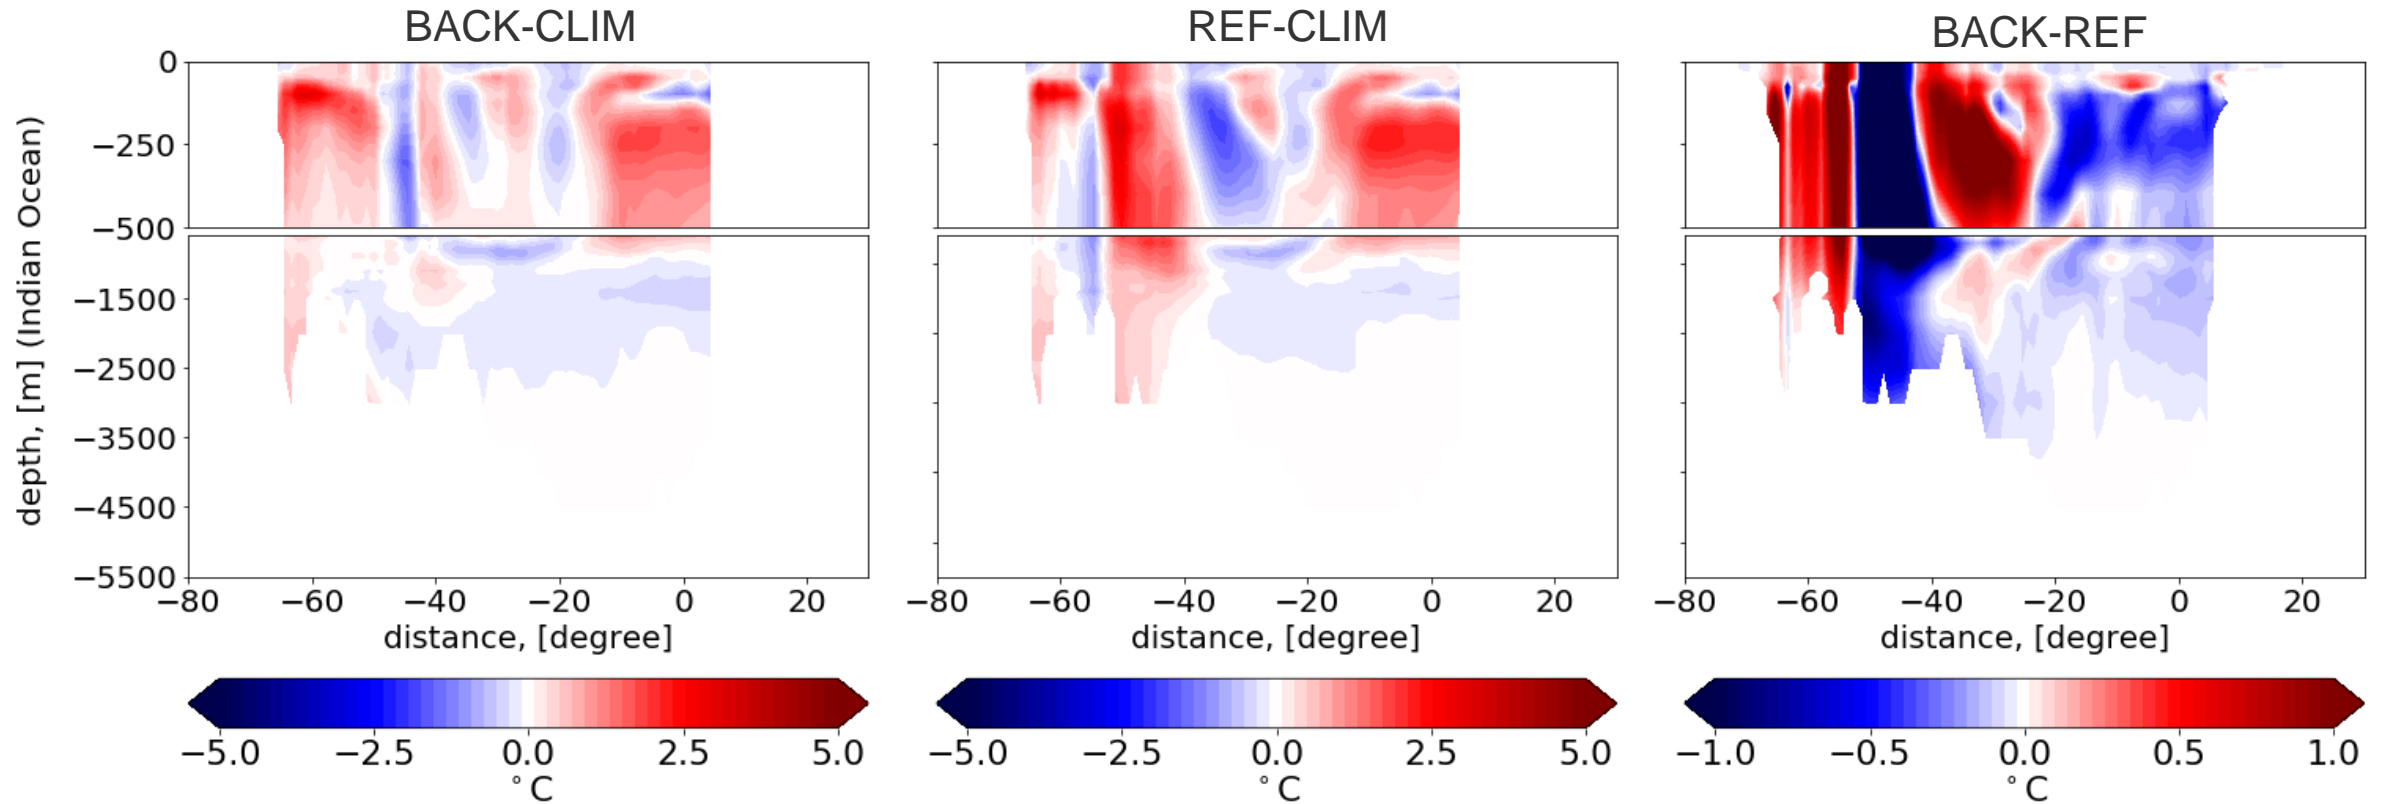 BACK-CLIM
REF-CLIM
BACK-REF
depth, [m] (Indian Ocean)
0
−250
−500
−1500
−2500
−3500
−4500
−5500
−80 −60 −40 −20 0 20
−80 −60 −40 −20 0 20
−80 −60 −40 −20 0 20
distance, [degree]
distance, [degree]
distance, [degree]
−5.0 −2.5 0.0 2.5 5.0
−5.0 −2.5 0.0 2.5 5.0
−1.0 −0.5 0.0 0.5 1.0
°C
°C
°C